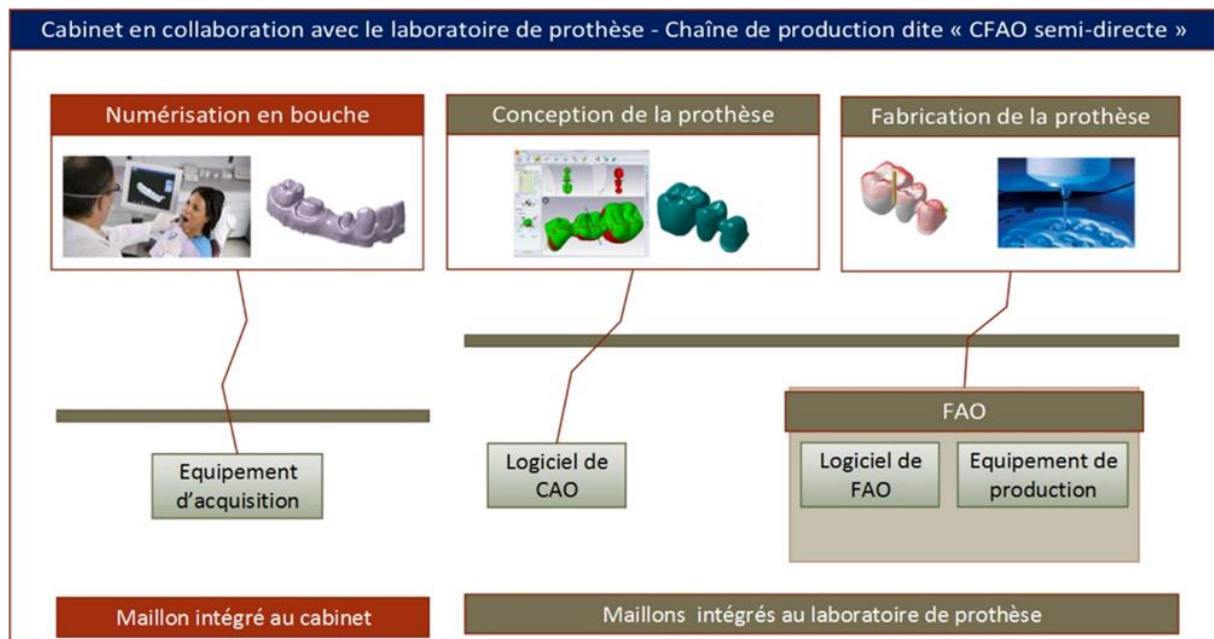 Cabinet en collaboration avec le laboratoire de prothèse - Chaîne de production dite « CFAO semi-directe »
Numérisation en bouche
Conception de la prothèse
Fabrication de la prothèse
FAO
Equipement
d'acquisition
Logiciel de
CAO
Logiciel de
FAO
Equipement de
production
Maillon intégré au cabinet
Maillons intégrés au laboratoire de prothèse